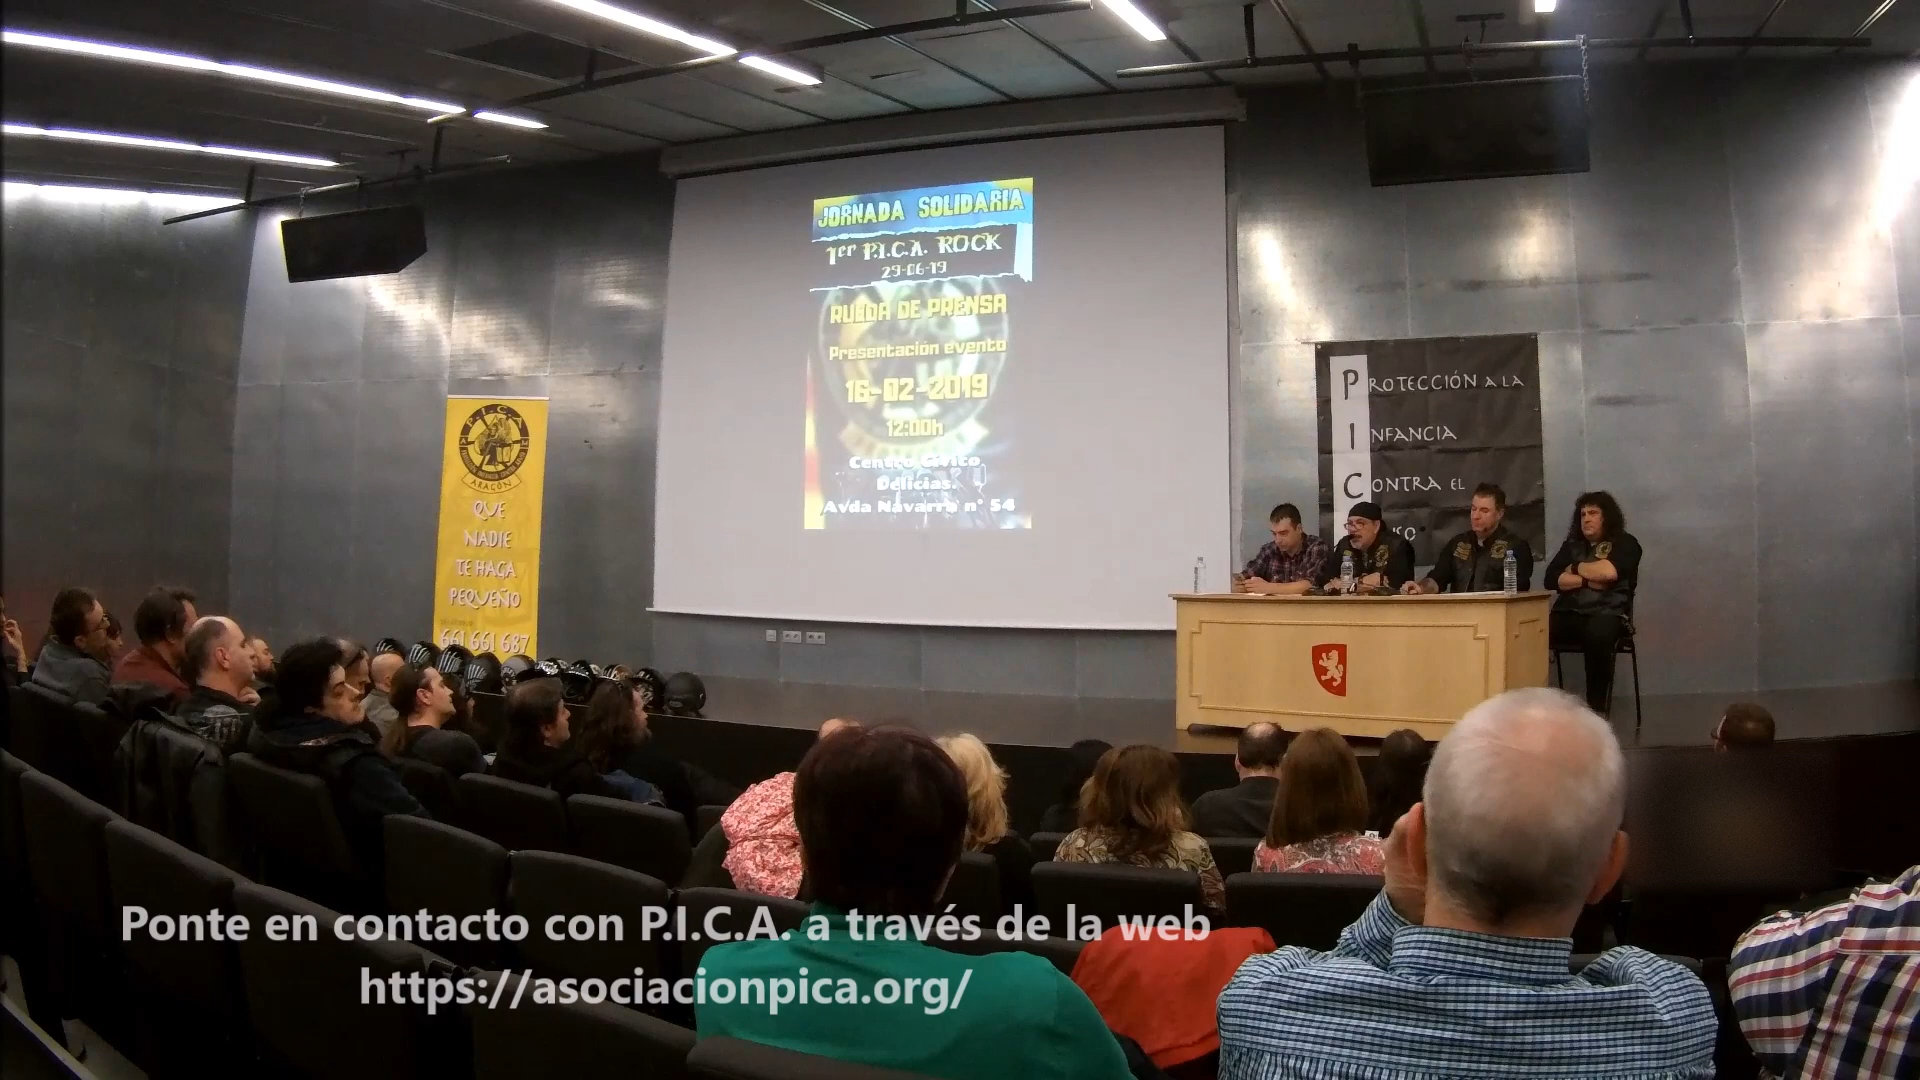 JORNADA SOLIDARIA
1er P.I.C.A. ROCK
29-06-19
RUEDA DE PRENSA
Presentación evento
16-02-2019
12:00h
Centro Cívico
Delicias.
Avda Navarra nº 54
P.I.C.A.
ARAGÓN
QUE
NADIE
TE HAGA
PEQUEÑO
661 661 687
PROTECCIÓN A LA
INFANCIA
CONTRA EL
Ponte en contacto con P.I.C.A. a través de la web
https://asociacionpica.org/